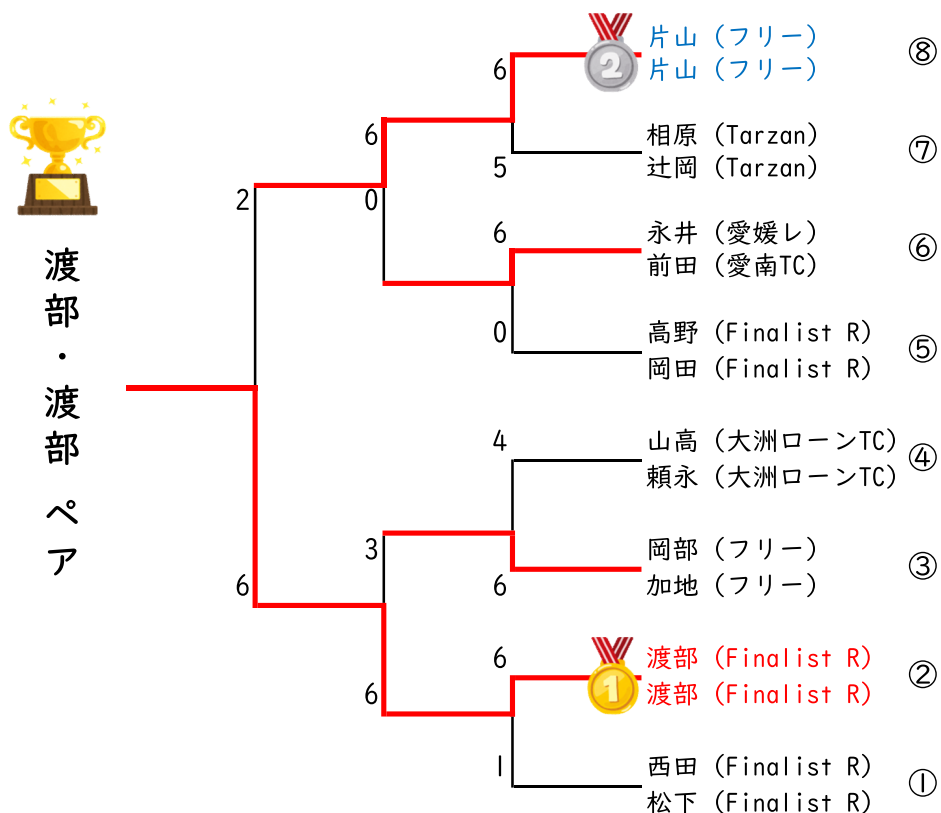 片山（フリー）
片山（フリー）
⑧
6
2
相原（Tarzan）
辻岡（Tarzan）
⑦
6
5
2
0
永井（愛媛レ）
前田（愛南TC）
⑥
6
高野（Finalist R）
岡田（Finalist R）
⑤
0
渡部・渡部 ペア
山高（大洲ローンTC）
頼永（大洲ローンTC）
④
4
岡部（フリー）
加地（フリー）
③
3
6
6
渡部（Finalist R）
渡部（Finalist R）
②
6
1
6
西田（Finalist R）
松下（Finalist R）
①
1